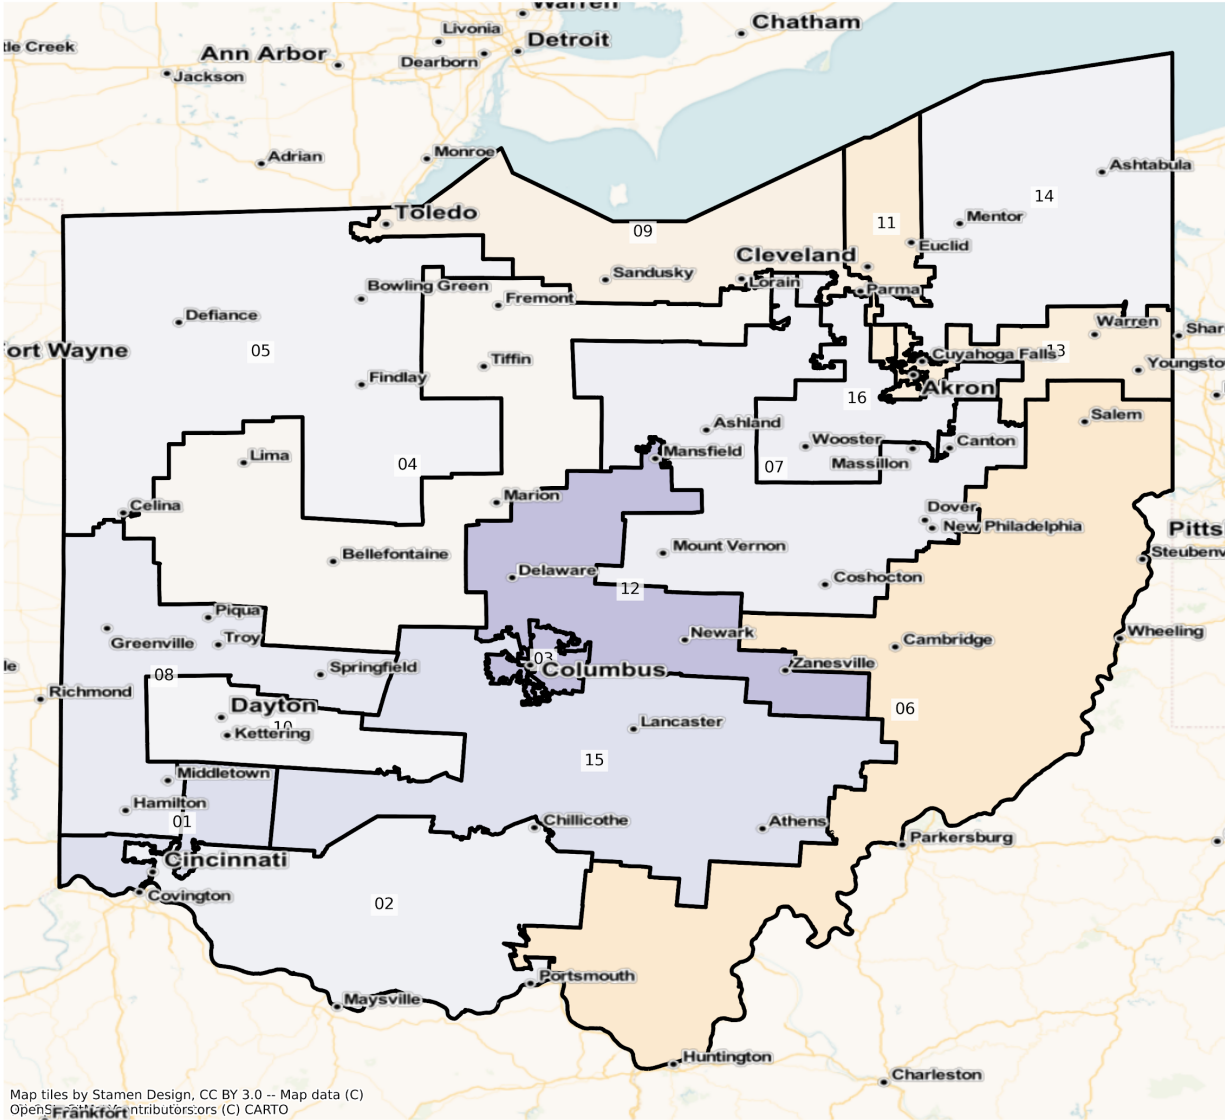 Warren
Chatham
Livonia
Detroit
tle Creek
Ann Arbor
Dearborn
Jackson
Monroe
Adrian
Ashtabula
14
Toledo
Mentor
11
09
Euclid
Cleveland
Sandusky
Lorain
Parma
Bowling Green
Fremont
Defiance
Warren
Shar
ort Wayne
05
13
Cuyahoga Falls
Tiffin
Youngsto
Findlay
Akron
16
Salem
Ashland
Wooster
Canton
Mansfield
Lima
04
07
Massillon
Marion
Celina
Dover
New Philadelphia
Pitts
Mount Vernon
Steubenv
Bellefontaine
Delaware
Coshocton
12
Piqua
Newark
Wheeling
Greenville
Troy
Cambridge
03
Columbus
Zanesville
le
Springfield
08
Richmond
Dayton
06
10
Lancaster
Kettering
15
Middletown
Hamilton
01
Chillicothe
Athens
Parkersburg
Cincinnati
Covington
02
Portsmouth
Maysville
Huntington
Charleston
Map tiles by Stamen Design, CC BY 3.0 -- Map data (C)
contributorsors (C) CARTO
Frankfort